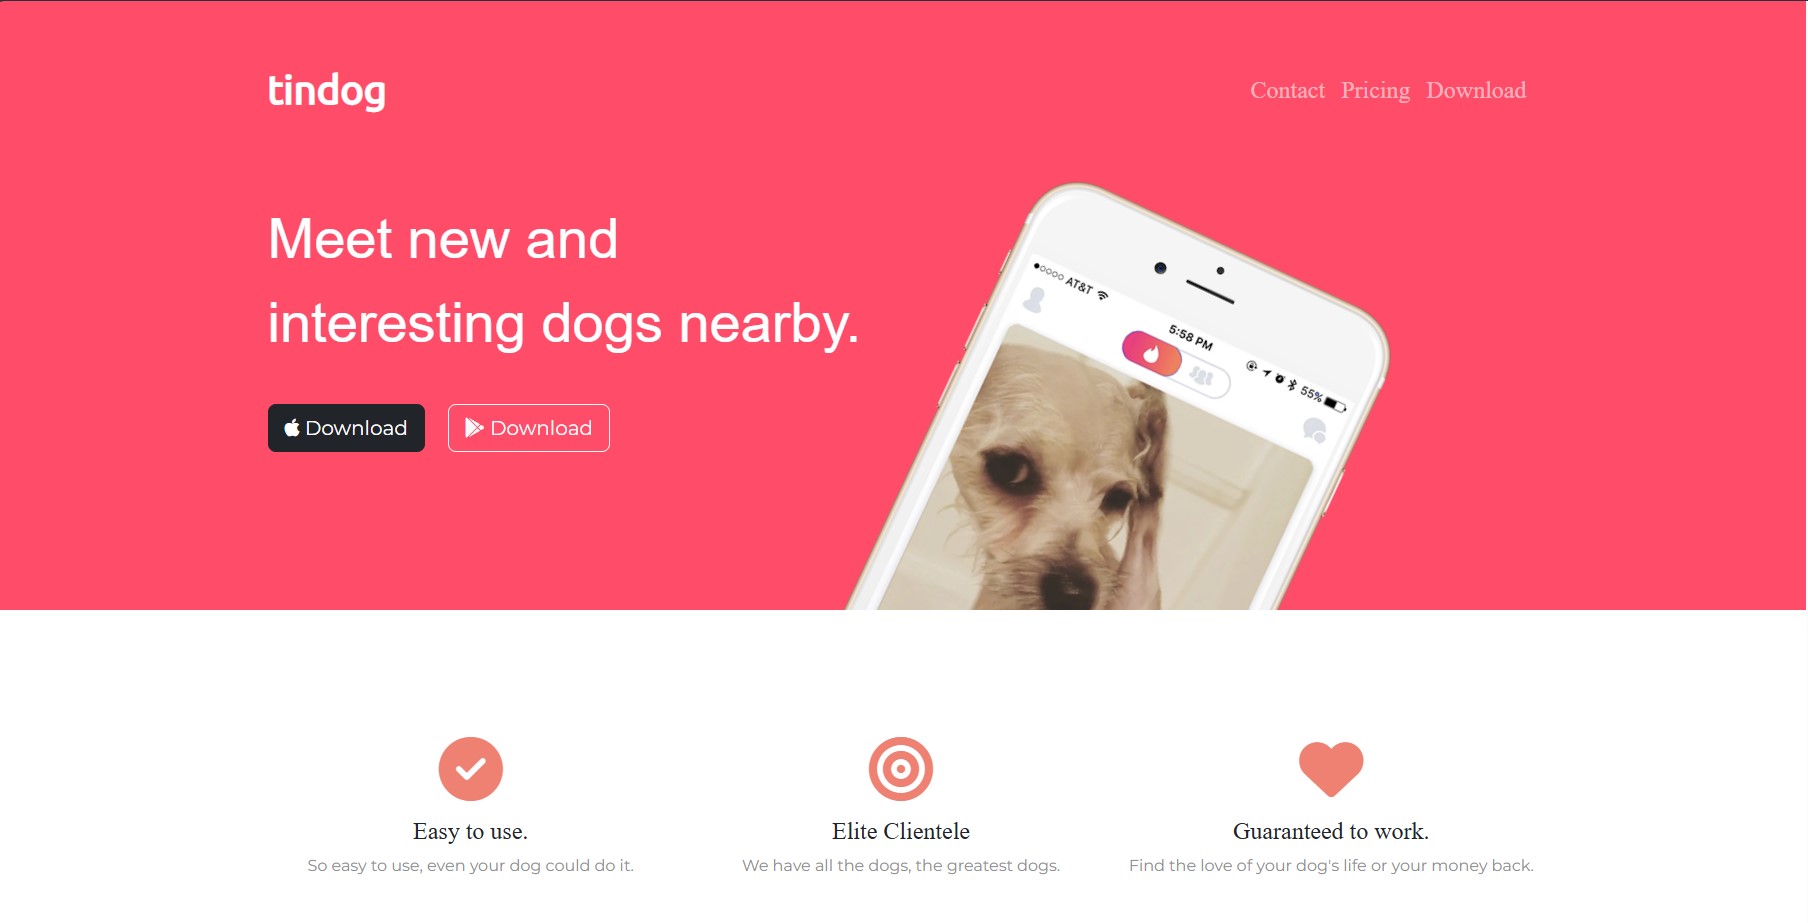 tindog
Contact Pricing Download
Meet new and
interesting dogs nearby.
Download Download
AT&T
5:58 PM
55%
Easy to use.
So easy to use, even your dog could do it.
Elite Clientele
We have all the dogs, the greatest dogs.
Guaranteed to work.
Find the love of your dog's life or your money back.